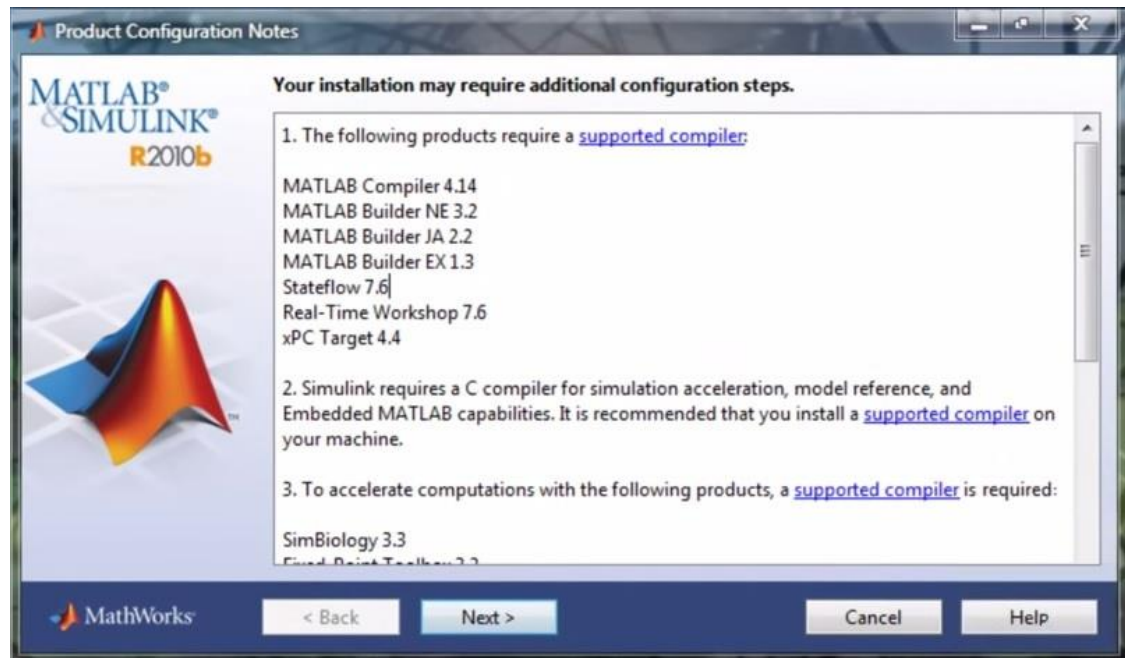 Product Configuration Notes
MATLAB®
&SIMULINK®
R2010b
Your installation may require additional configuration steps.
1. The following products require a supported compiler:
MATLAB Compiler 4.14
MATLAB Builder NE 3.2
MATLAB Builder JA 2.2
MATLAB Builder EX 1.3
Stateflow 7.6
Real-Time Workshop 7.6
xPC Target 4.4
2. Simulink requires a C compiler for simulation acceleration, model reference, and
Embedded MATLAB capabilities. It is recommended that you install a supported compiler on
your machine.
3. To accelerate computations with the following products, a supported compiler is required:
SimBiology 3.3
Fixed-Point Toolbox
MathWorks
< Back
Next >
Cancel
Help